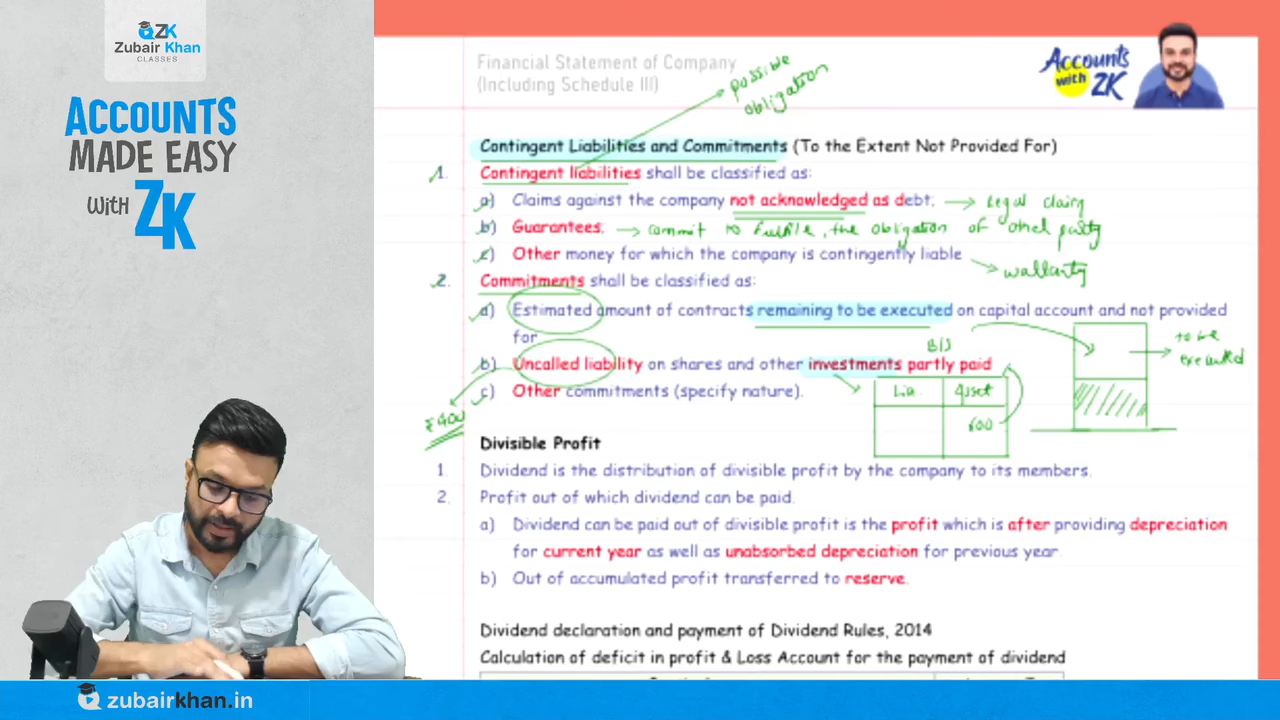 ZK
Zubair Khan
CLASSES
ACCOUNTS
MADE EASY
WITH ZK
Financial Statement of Company
(Including Schedule III)
Accounts
with ZK
possible
obligation
Contingent Liabilities and Commitments (To the Extent Not Provided For)
1. Contingent liabilities shall be classified as:
a) Claims against the company not acknowledged as debt; → Legal claim
b) Guarantees; → commit to fulfile, the obligation of other party
c) Other money for which the company is contingently liable
→ warranty
2. Commitments shall be classified as:
a) Estimated amount of contracts remaining to be executed on capital account and not provided
for
to be
executed
B/S
b) Uncalled liability on shares and other investments partly paid
Lia. Asset
c) Other commitments (specify nature).
₹400
600
Divisible Profit
1. Dividend is the distribution of divisible profit by the company to its members.
2. Profit out of which dividend can be paid.
a) Dividend can be paid out of divisible profit is the profit which is after providing depreciation
for current year as well as unabsorbed depreciation for previous year
b) Out of accumulated profit transferred to reserve.
Dividend declaration and payment of Dividend Rules, 2014
Calculation of deficit in profit & Loss Account for the payment of dividend
zubairkhan.in